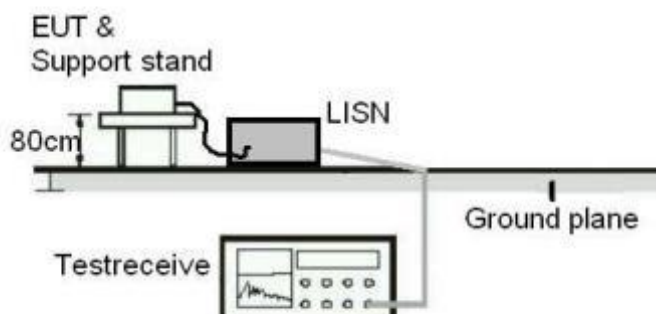 EUT &
Support stand
LISN
80cm
Ground plane
Testreceive